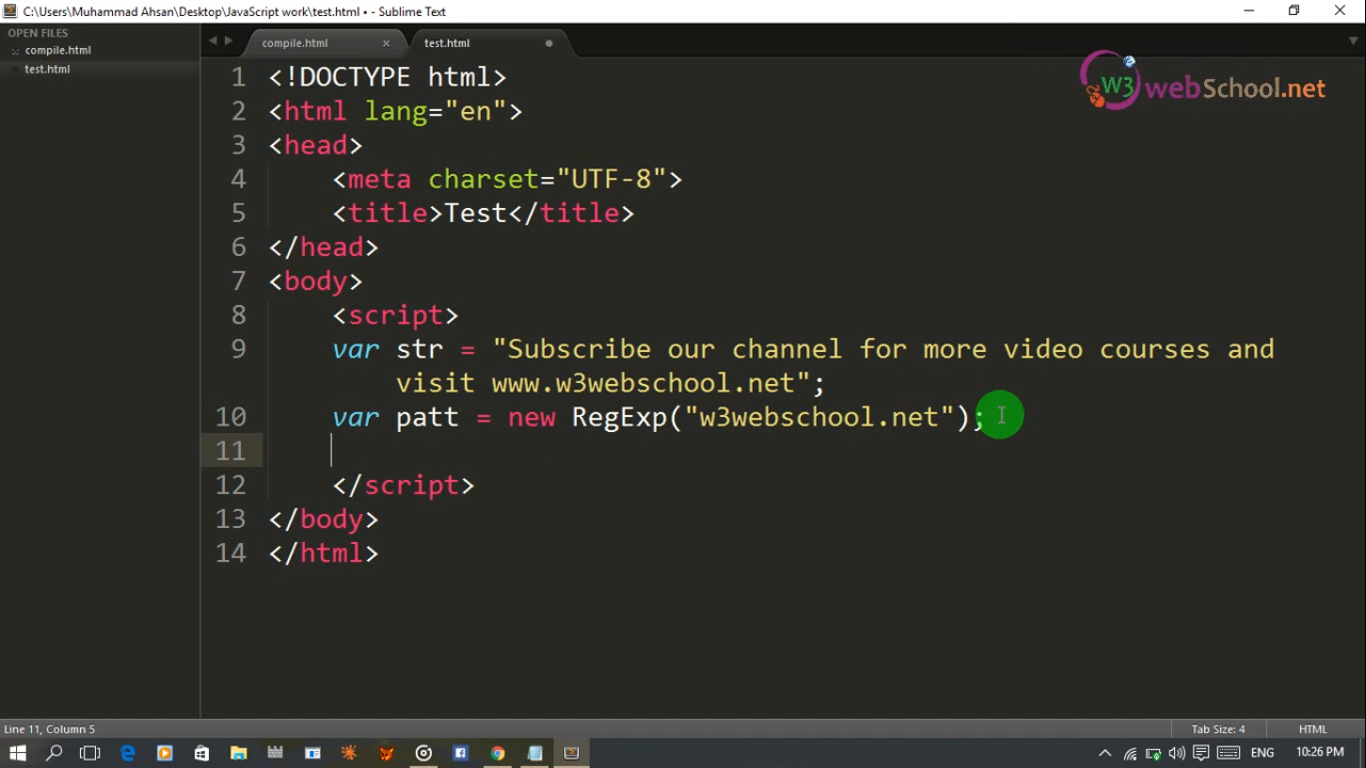 C:\Users\Muhammad Ahsan\Desktop\JavaScript work\test.html • - Sublime Text
OPEN FILES
compile.html
test.html
compile.html
test.html
W3 webSchool.net
1 <!DOCTYPE html>
2 <html lang="en">
3 <head>
4     <meta charset="UTF-8">
5     <title>Test</title>
6 </head>
7 <body>
8     <script>
9     var str = "Subscribe our channel for more video courses and
        visit www.w3webschool.net";
10     var patt = new RegExp("w3webschool.net");
11
12     </script>
13 </body>
14 </html>
Line 11, Column 5
Tab Size: 4
HTML
ENG
10:26 PM